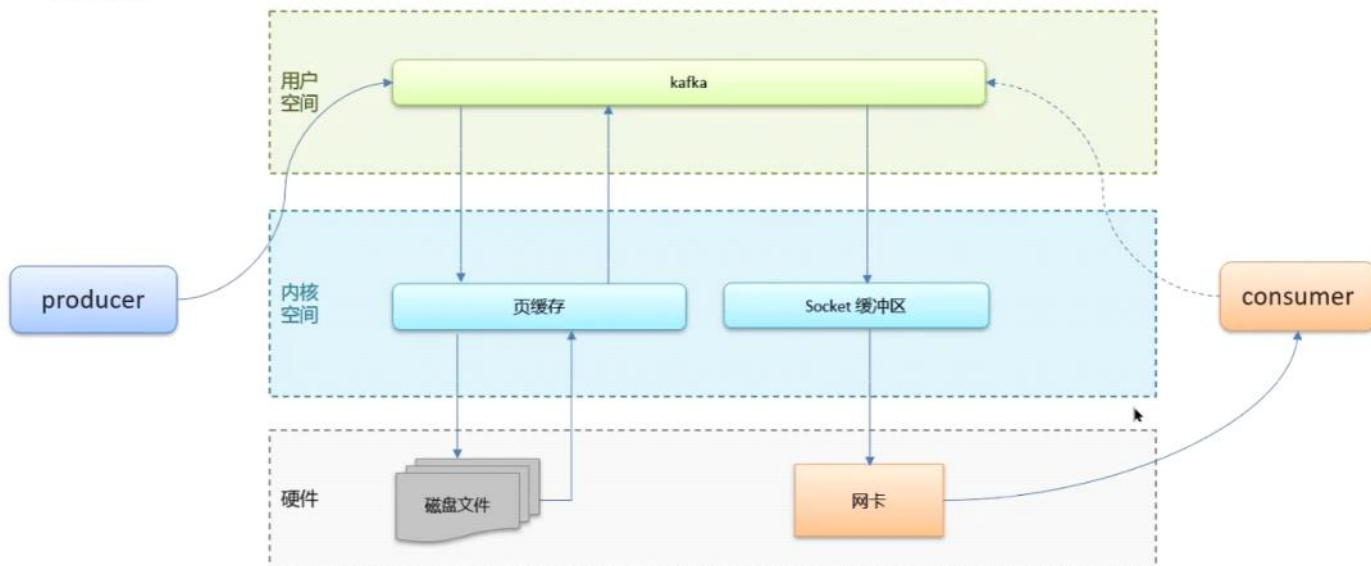 用户
空间
kafka
producer
内核
空间
页缓存
Socket 缓冲区
consumer
硬件
磁盘文件
网卡